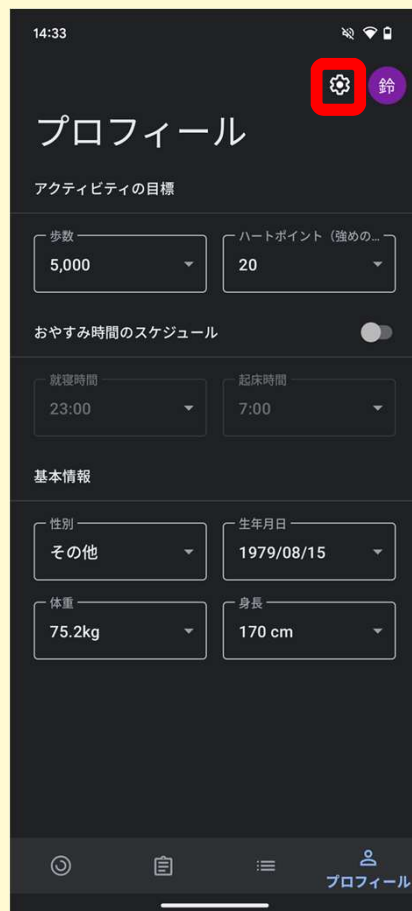 14:33
鈴
プロフィール
アクティビティの目標
歩数
ハートポイント（強めの...
5,000
20
おやすみ時間のスケジュール
就寝時間
起床時間
23:00
7:00
基本情報
性別
生年月日
その他
1979/08/15
体重
身長
75.2kg
170 cm
プロフィール